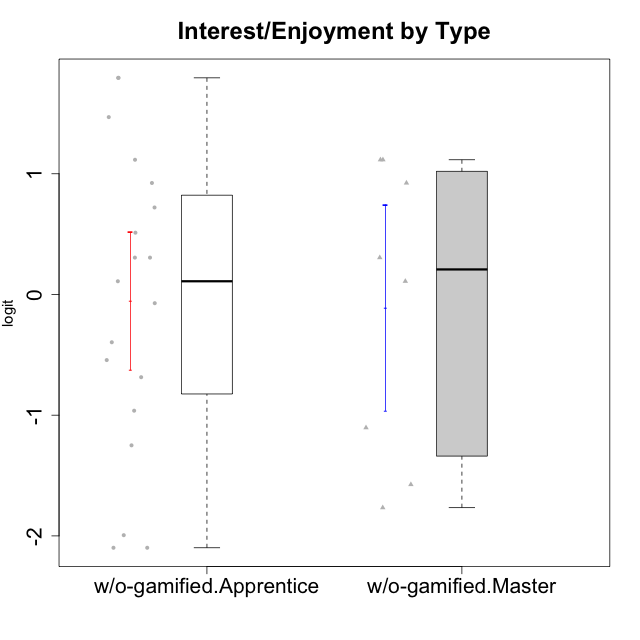 Interest/Enjoyment by Type
logit
1
0
-1
-2
w/o-gamified.Apprentice
w/o-gamified.Master